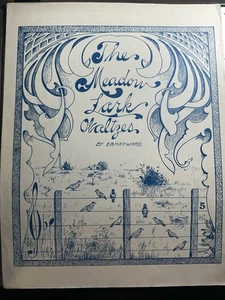 The
Meadow
Lark
Waltzes
BY E.B. HAYWARD.
5